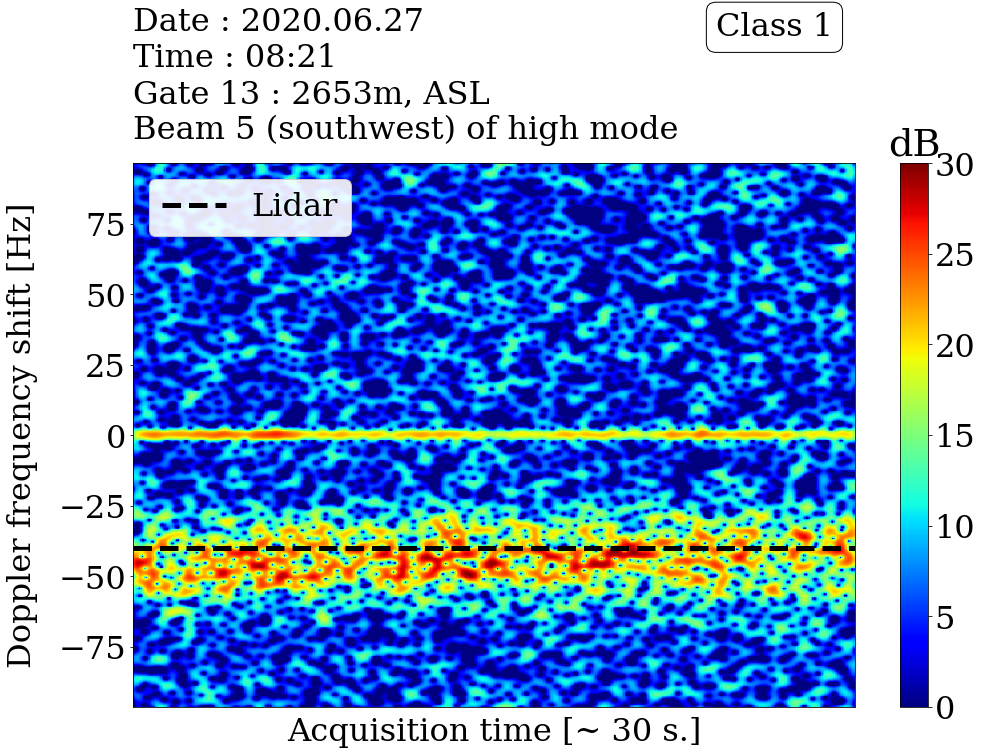 Date : 2020.06.27
Time : 08:21
Gate 13 : 2653m, ASL
Beam 5 (southwest) of high mode
Class 1
dB
Lidar
Doppler frequency shift [Hz]
75
50
25
0
−25
−50
−75
30
25
20
15
10
5
0
Acquisition time [~ 30 s.]